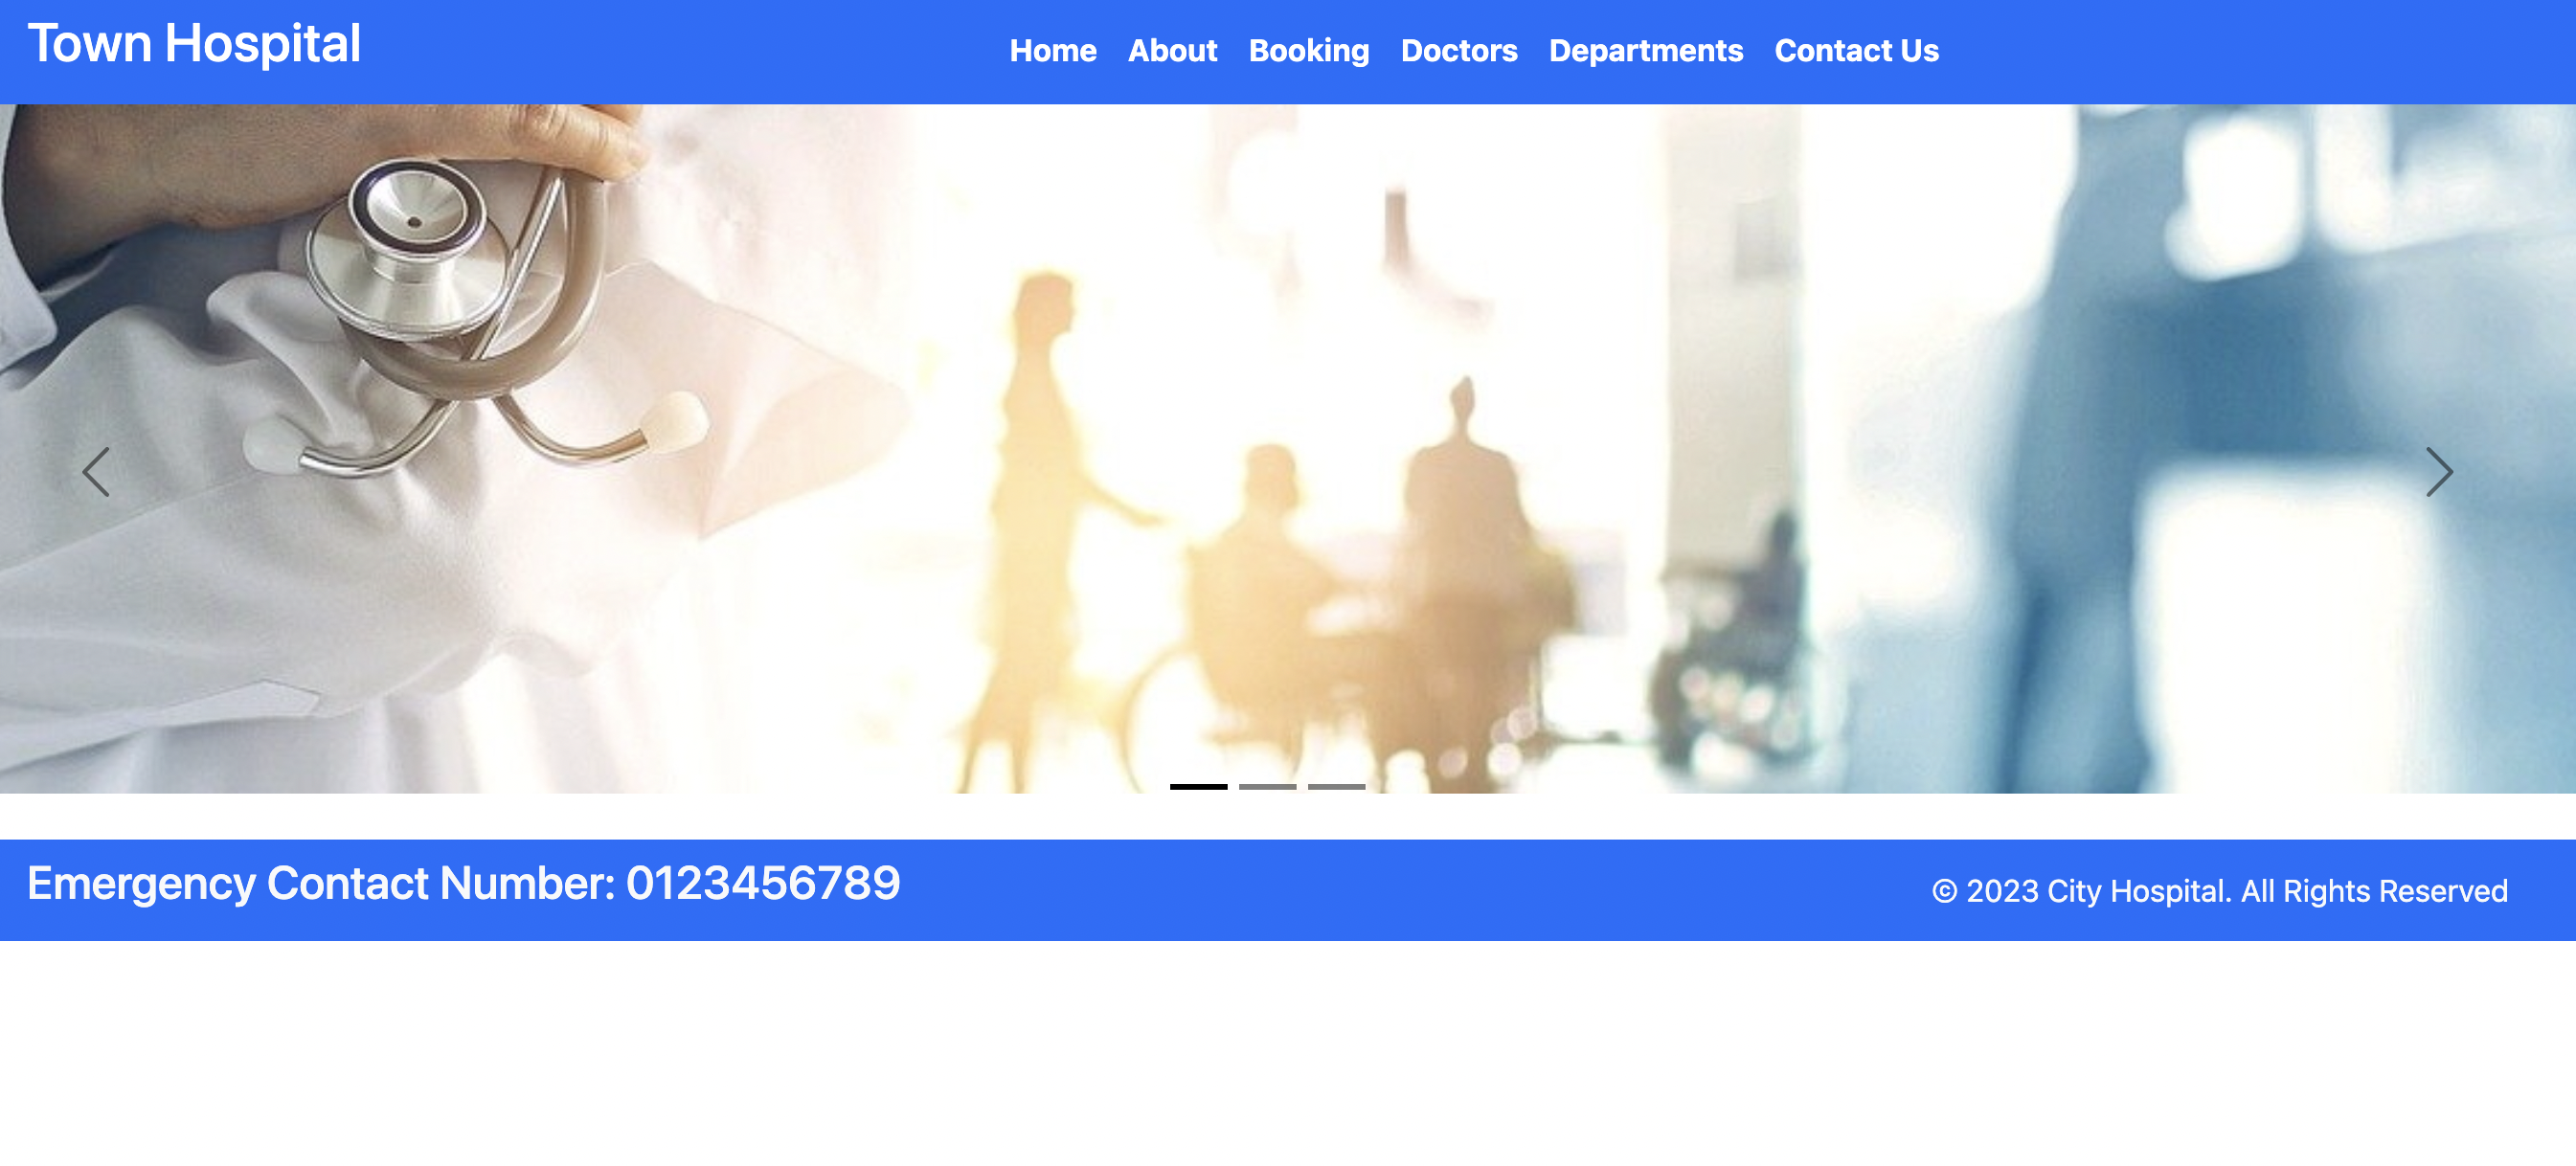 Town Hospital
Home About Booking Doctors Departments Contact Us
Emergency Contact Number: 0123456789
© 2023 City Hospital. All Rights Reserved